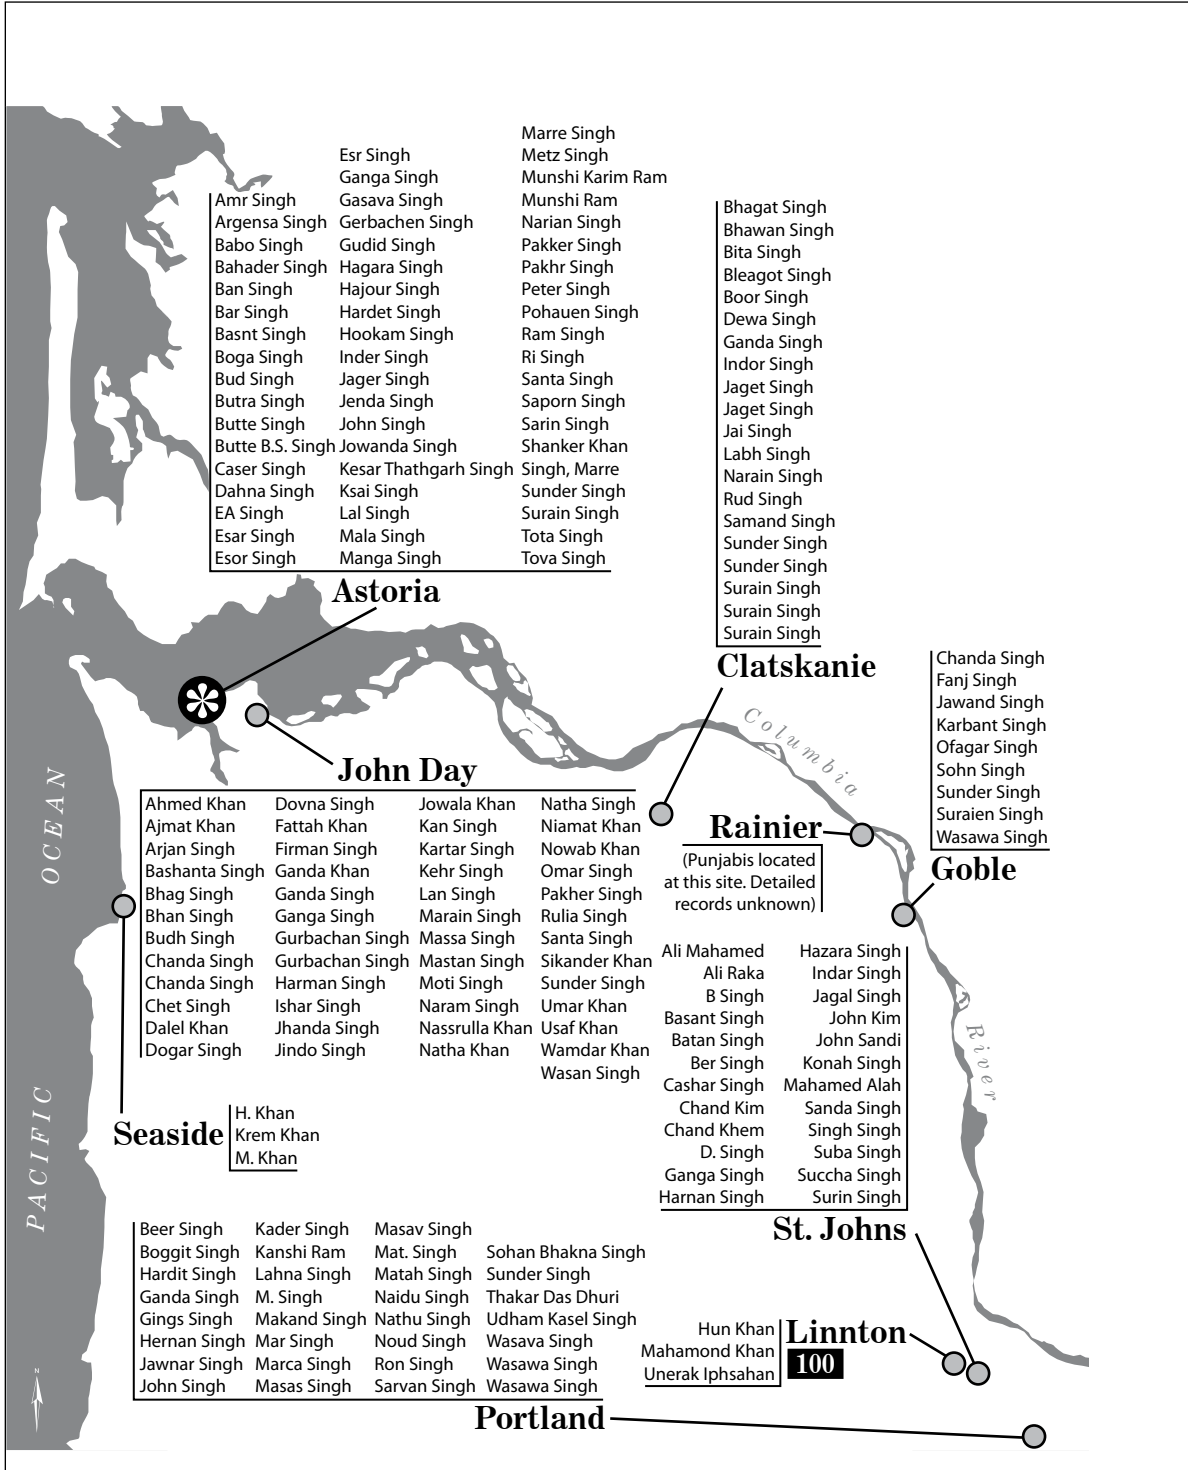 Amr Singh
Argensa Singh
Babo Singh
Bahader Singh
Ban Singh
Bar Singh
Basnt Singh
Boga Singh
Bud Singh
Butra Singh
Butte Singh
Butte B.S. Singh
Caser Singh
Dahna Singh
EA Singh
Esar Singh
Esor Singh
Esr Singh
Ganga Singh
Gasava Singh
Gerbachen Singh
Gudid Singh
Hagara Singh
Hajour Singh
Hardet Singh
Hookam Singh
Inder Singh
Jager Singh
Jenda Singh
John Singh
Jowanda Singh
Kesar Thathgarh Singh
Ksai Singh
Lal Singh
Mala Singh
Manga Singh
Marre Singh
Metz Singh
Munshi Karim Ram
Munshi Ram
Narian Singh
Pakker Singh
Pakhr Singh
Peter Singh
Pohauen Singh
Ram Singh
Ri Singh
Santa Singh
Saporn Singh
Sarin Singh
Shanker Khan
Singh, Marre
Sunder Singh
Surain Singh
Tota Singh
Tova Singh
Astoria
Bhagat Singh
Bhawan Singh
Bita Singh
Bleagot Singh
Boor Singh
Dewa Singh
Ganda Singh
Indor Singh
Jaget Singh
Jaget Singh
Jai Singh
Labh Singh
Narain Singh
Rud Singh
Samand Singh
Sunder Singh
Sunder Singh
Surain Singh
Surain Singh
Surain Singh
Clatskanie
Chanda Singh
Fanj Singh
Jawand Singh
Karbant Singh
Ofagar Singh
Sohn Singh
Sunder Singh
Suraien Singh
Wasawa Singh
Goble
Columbia
River
John Day
Ahmed Khan
Ajmat Khan
Arjan Singh
Bashanta Singh
Bhag Singh
Bhan Singh
Budh Singh
Chanda Singh
Chanda Singh
Chet Singh
Dalel Khan
Dogar Singh
Dovna Singh
Fattah Khan
Firman Singh
Ganda Khan
Ganda Singh
Ganga Singh
Gurbachan Singh
Gurbachan Singh
Harman Singh
Ishar Singh
Jhanda Singh
Jindo Singh
Jowala Khan
Kan Singh
Kartar Singh
Kehr Singh
Lan Singh
Marain Singh
Massa Singh
Mastan Singh
Moti Singh
Naram Singh
Nassrulla Khan
Natha Khan
Natha Singh
Niamat Khan
Nowab Khan
Omar Singh
Pakher Singh
Rulia Singh
Santa Singh
Sikander Khan
Sunder Singh
Umar Khan
Usaf Khan
Wamdar Khan
Wasan Singh
Rainier
(Punjabis located
at this site. Detailed
records unknown)
Ali Mahamed
Ali Raka
B Singh
Basant Singh
Batan Singh
Ber Singh
Cashar Singh
Chand Kim
Chand Khem
D. Singh
Ganga Singh
Harnan Singh
Hazara Singh
Indar Singh
Jagal Singh
John Kim
John Sandi
Konah Singh
Mahamed Alah
Sanda Singh
Singh Singh
Suba Singh
Succha Singh
Surin Singh
St. Johns
PACIFIC OCEAN
Seaside
H. Khan
Krem Khan
M. Khan
Beer Singh
Boggit Singh
Hardit Singh
Ganda Singh
Gings Singh
Hernan Singh
Jawnar Singh
John Singh
Kader Singh
Kanshi Ram
Lahna Singh
M. Singh
Makand Singh
Mar Singh
Marca Singh
Masas Singh
Masav Singh
Mat. Singh
Matah Singh
Naidu Singh
Nathu Singh
Noud Singh
Ron Singh
Sarvan Singh
Sohan Bhakna Singh
Sunder Singh
Thakar Das Dhuri
Udham Kasel Singh
Wasava Singh
Wasawa Singh
Wasawa Singh
Portland
Hun Khan
Mahamond Khan
Unerak Iphsahan
Linnton
100
N